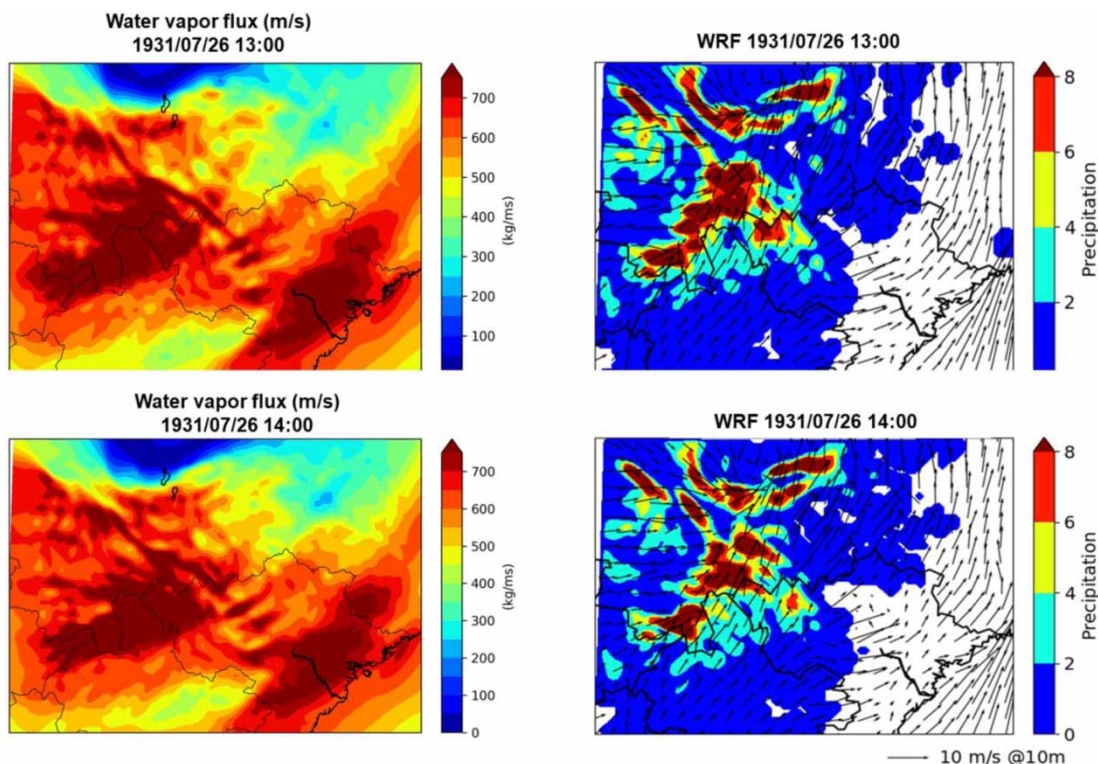 Water vapor flux (m/s)
1931/07/26 13:00
700
600
500
400
300
200
100
(kg/ms)
WRF 1931/07/26 13:00
8
6
4
2
Precipitation
Water vapor flux (m/s)
1931/07/26 14:00
700
600
500
400
300
200
100
0
(kg/ms)
WRF 1931/07/26 14:00
8
6
4
2
0
Precipitation
10 m/s @10m